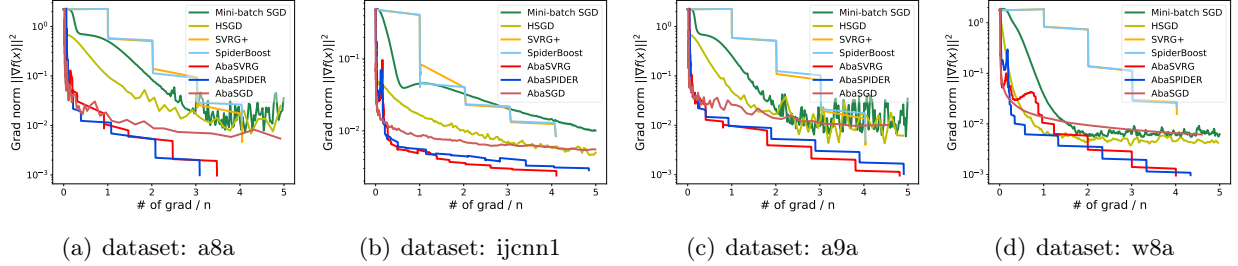 Grad norm ||∇f(x)||²
10⁰
10⁻¹
10⁻²
10⁻³
0 1 2 3 4 5
# of grad / n
Mini-batch SGD
HSGD
SVRG+
SpiderBoost
AbaSVRG
AbaSPIDER
AbaSGD
(a) dataset: a8a
Grad norm ||∇f(x)||²
10⁻¹
10⁻²
0 1 2 3 4 5
# of grad / n
Mini-batch SGD
HSGD
SVRG+
SpiderBoost
AbaSVRG
AbaSPIDER
AbaSGD
(b) dataset: ijcnn1
Grad norm ||∇f(x)||²
10⁰
10⁻¹
10⁻²
10⁻³
0 1 2 3 4 5
# of grad / n
Mini-batch SGD
HSGD
SVRG+
SpiderBoost
AbaSVRG
AbaSPIDER
AbaSGD
(c) dataset: a9a
Grad norm ||∇f(x)||²
10⁰
10⁻¹
10⁻²
10⁻³
0 1 2 3 4 5
# of grad / n
Mini-batch SGD
HSGD
SVRG+
SpiderBoost
AbaSVRG
AbaSPIDER
AbaSGD
(d) dataset: w8a